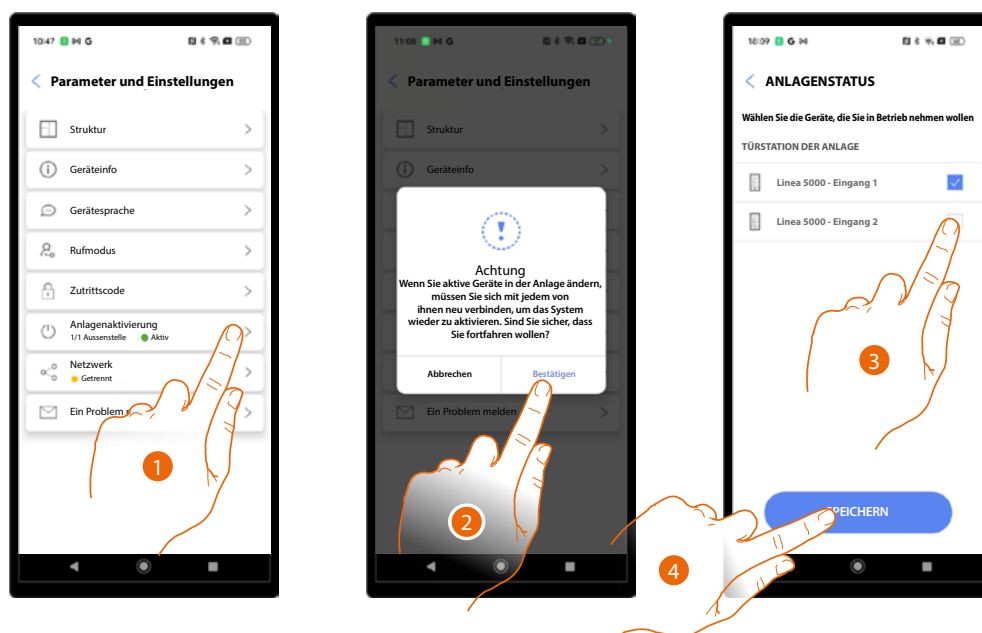 10:47 G
Parameter und Einstellungen
Struktur
Geräteinfo
Gerätesprache
Rufmodus
Zutrittscode
Anlagenaktivierung
1/1 Aussenstelle Aktiv
Netzwerk
Getrennt
Ein Problem
1
11:06 G
Parameter und Einstellungen
Struktur
Geräteinfo
Achtung
Wenn Sie aktive Geräte in der Anlage ändern,
müssen Sie sich mit jedem von
ihnen neu verbinden, um das System
wieder zu aktivieren. Sind Sie sicher, dass
Sie fortfahren wollen?
Abbrechen Bestätigen
Ein Problem melden
2
18:09 G
ANLAGENSTATUS
Wählen Sie die Geräte, die Sie in Betrieb nehmen wollen
TÜRSTATION DER ANLAGE
Linea 5000 - Eingang 1
Linea 5000 - Eingang 2
3
PEICHERN
4